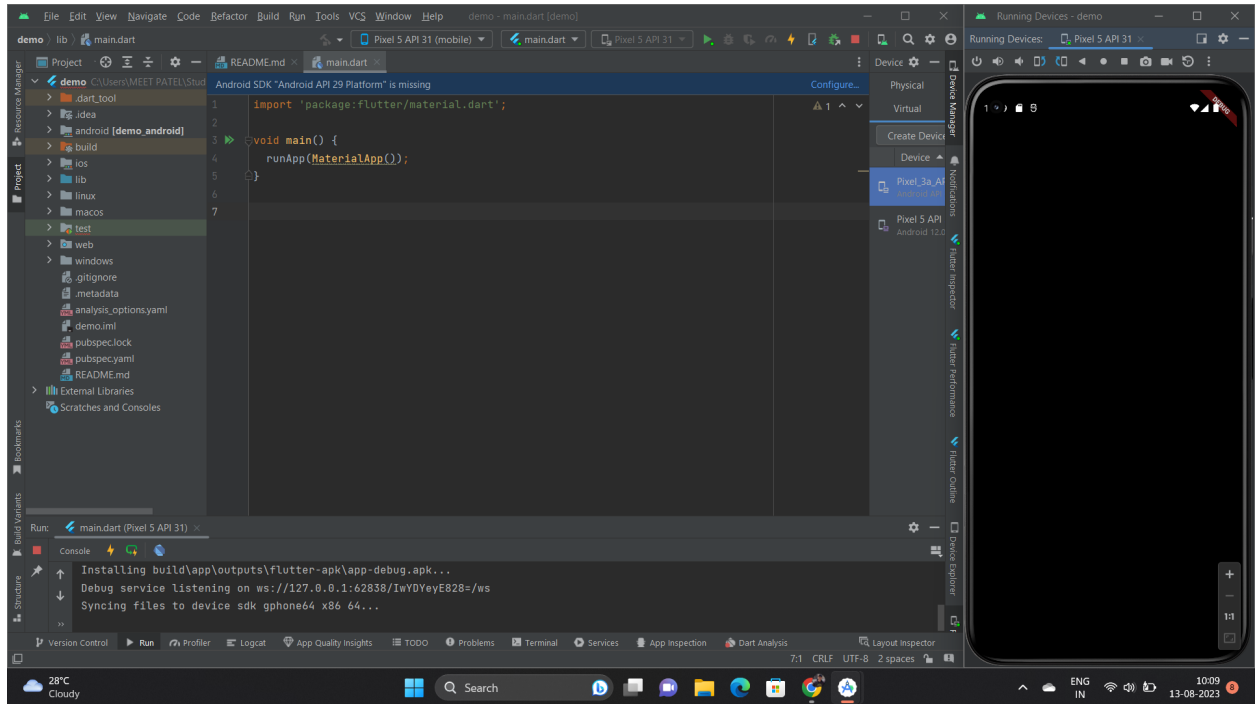 File Edit View Navigate Code Refactor Build Run Tools VCS Window Help demo - main.dart [demo]
Running Devices - demo
demo lib main.dart
Pixel 5 API 31 (mobile) main.dart Pixel 5 API 31
Running Devices: Pixel 5 API 31
Project
README.md main.dart
Device
Resource Manager
Project
Bookmarks
Build Variants
Structure
demo C:\Users\MEET PATEL\Stud
.dart_tool
.idea
android [demo_android]
build
ios
lib
linux
macos
test
web
windows
.gitignore
.metadata
analysis_options.yaml
demo.iml
pubspec.lock
pubspec.yaml
README.md
External Libraries
Scratches and Consoles
Android SDK "Android API 29 Platform" is missing Configure...
1 import 'package:flutter/material.dart';
1
2
3 void main() {
4 runApp(MaterialApp());
5 }
6
7
Physical
Virtual
Create Device
Device
Pixel_3a_AP
Android API
Pixel 5 API
Android 12.0
Device Manager
Notifications
Flutter Inspector
Flutter Performance
Flutter Outline
Device Explorer
DEBUG
1:1
Run: main.dart (Pixel 5 API 31)
Console
Installing build\app\outputs\flutter-apk\app-debug.apk...
Debug service listening on ws://127.0.0.1:62838/IwYDYeyE828=/ws
Syncing files to device sdk gphone64 x86 64...
Version Control Run Profiler Logcat App Quality Insights TODO Problems Terminal Services App Inspection Dart Analysis Layout Inspector
7:1 CRLF UTF-8 2 spaces
28°C
Cloudy
Search
ENG
IN
10:09
13-08-2023
8